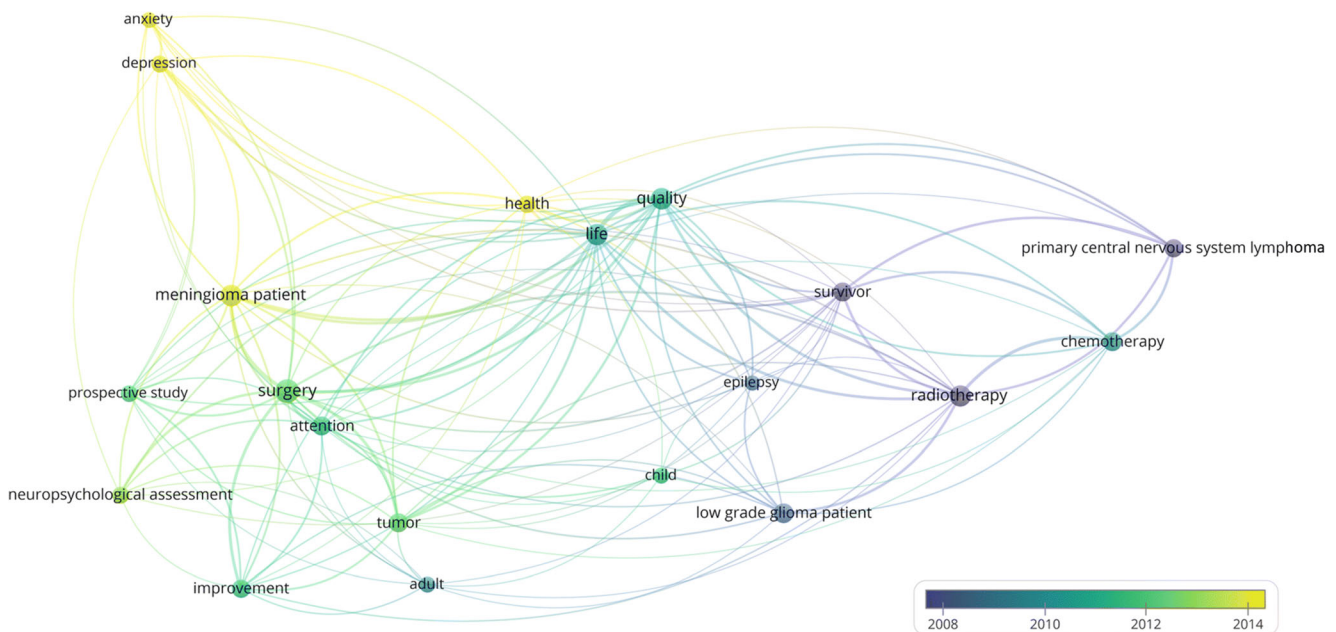 anxiety
depression
health
quality
life
primary central nervous system lymphoma
meningioma patient
survivor
chemotherapy
epilepsy
prospective study
surgery
radiotherapy
attention
child
neuropsychological assessment
low grade glioma patient
tumor
improvement
adult
2008 2010 2012 2014